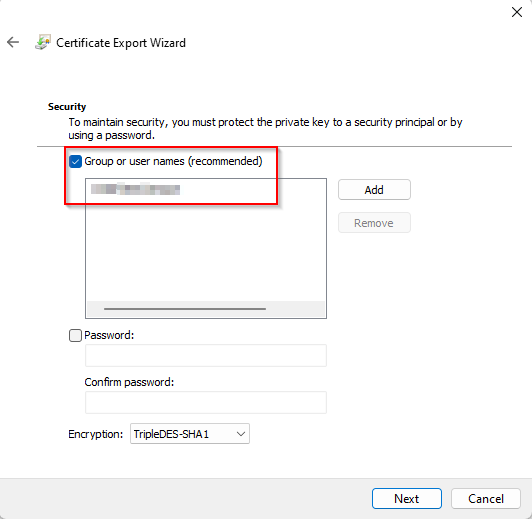 Certificate Export Wizard
Security
To maintain security, you must protect the private key to a security principal or by
using a password.
Group or user names (recommended)
Add
Remove
Password:
Confirm password:
Encryption: TripleDES-SHA1
Next Cancel